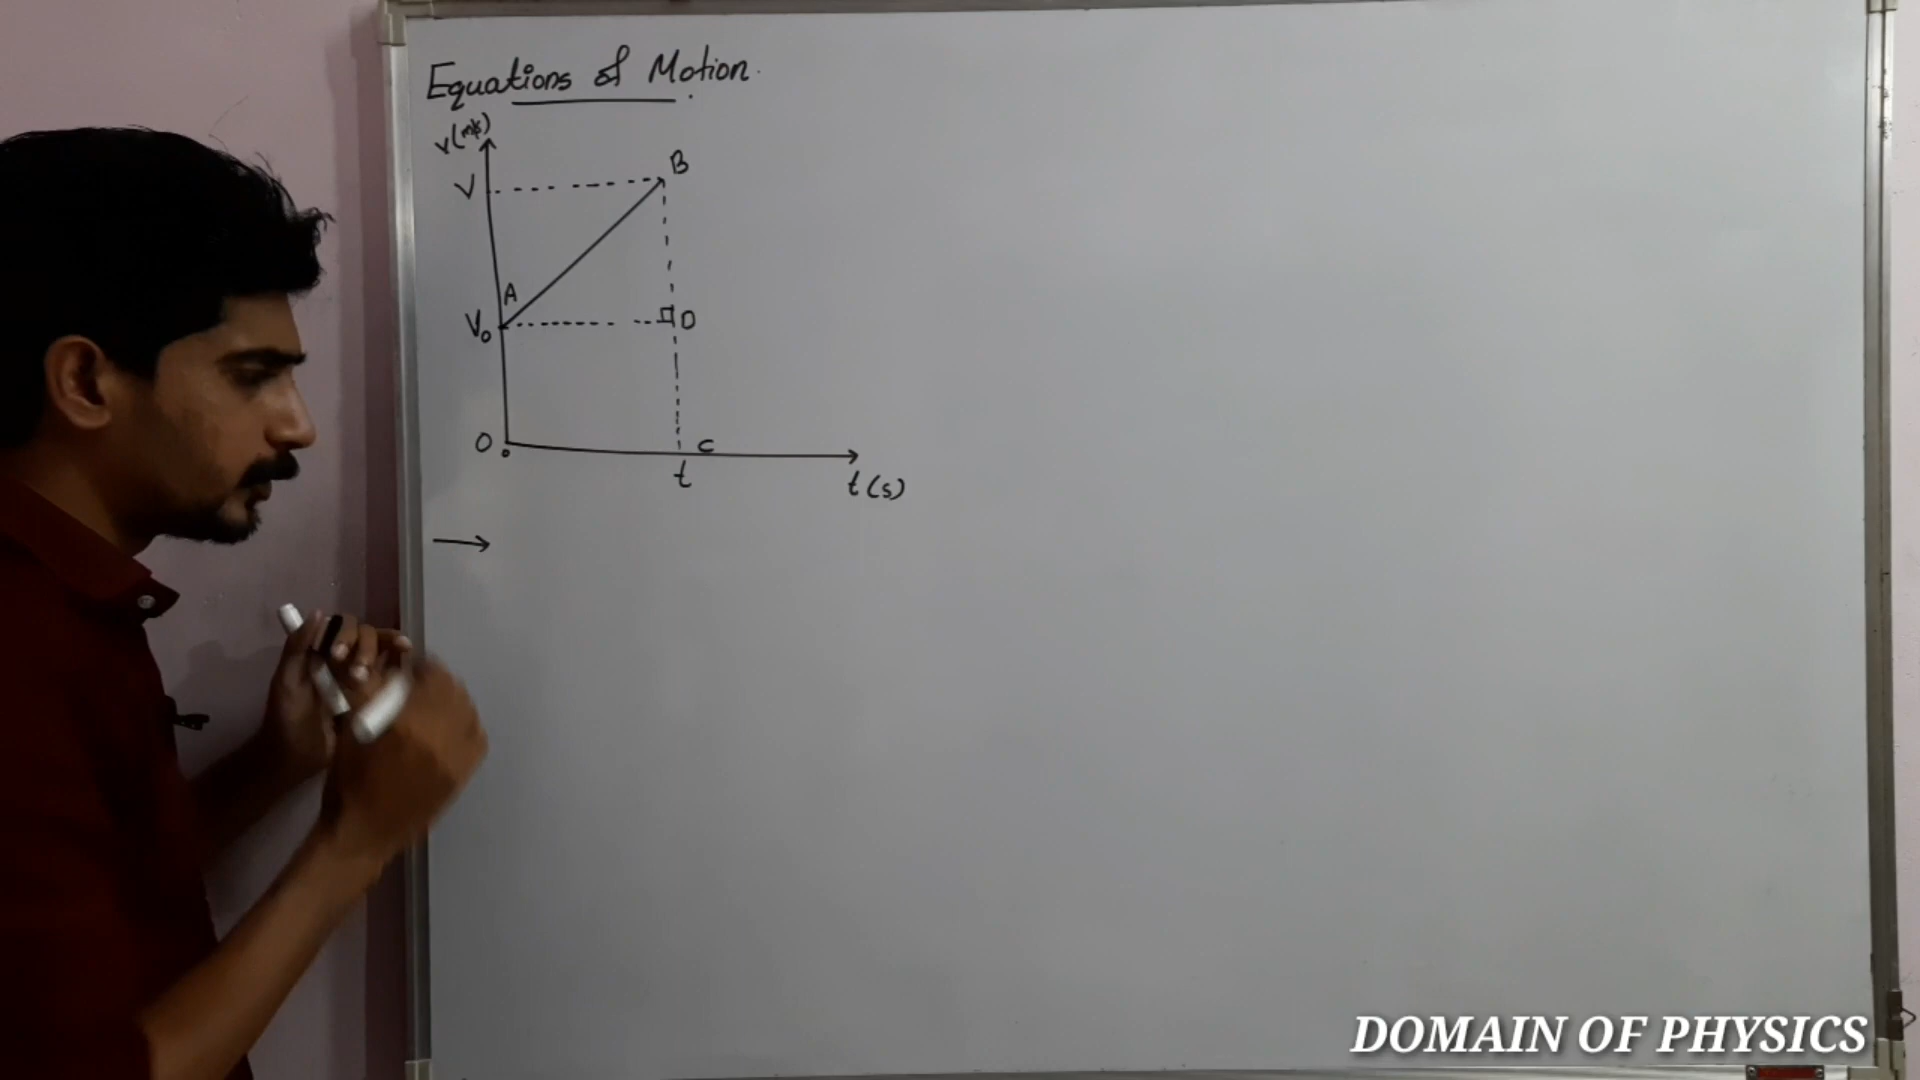 Equations of Motion.
v(m/s)
B
V
A
V₀
D
O
C
t
t(s)
DOMAIN OF PHYSICS